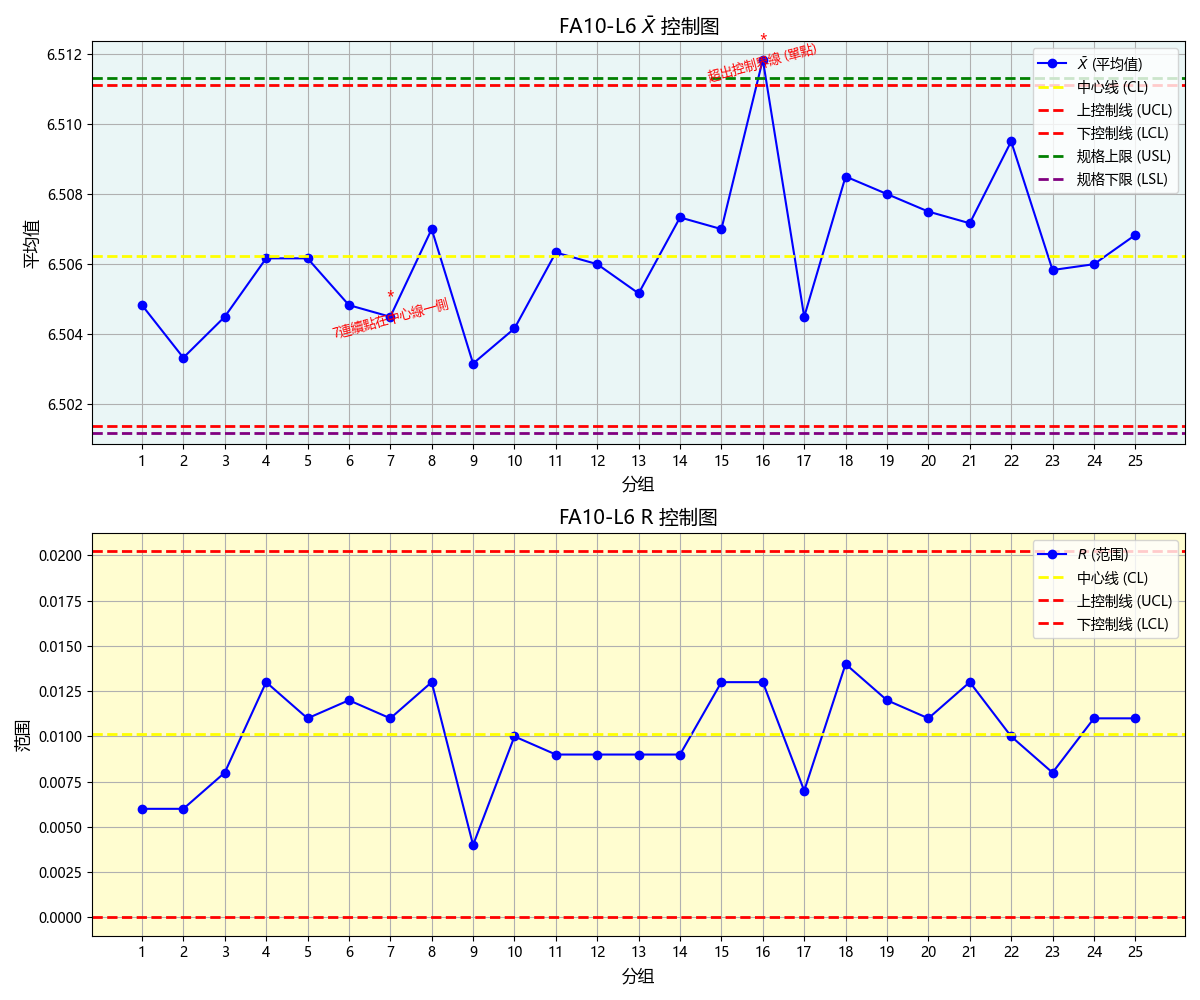 FA10-L6 X̄ 控制图
平均值
6.512
6.510
6.508
6.506
6.504
6.502
*
超出控制界線 (單點)
*
7連續點在中心線一側
X̄ (平均值)
中心线 (CL)
上控制线 (UCL)
下控制线 (LCL)
规格上限 (USL)
规格下限 (LSL)
1 2 3 4 5 6 7 8 9 10 11 12 13 14 15 16 17 18 19 20 21 22 23 24 25
分组
FA10-L6 R 控制图
范围
0.0200
0.0175
0.0150
0.0125
0.0100
0.0075
0.0050
0.0025
0.0000
R (范围)
中心线 (CL)
上控制线 (UCL)
下控制线 (LCL)
1 2 3 4 5 6 7 8 9 10 11 12 13 14 15 16 17 18 19 20 21 22 23 24 25
分组